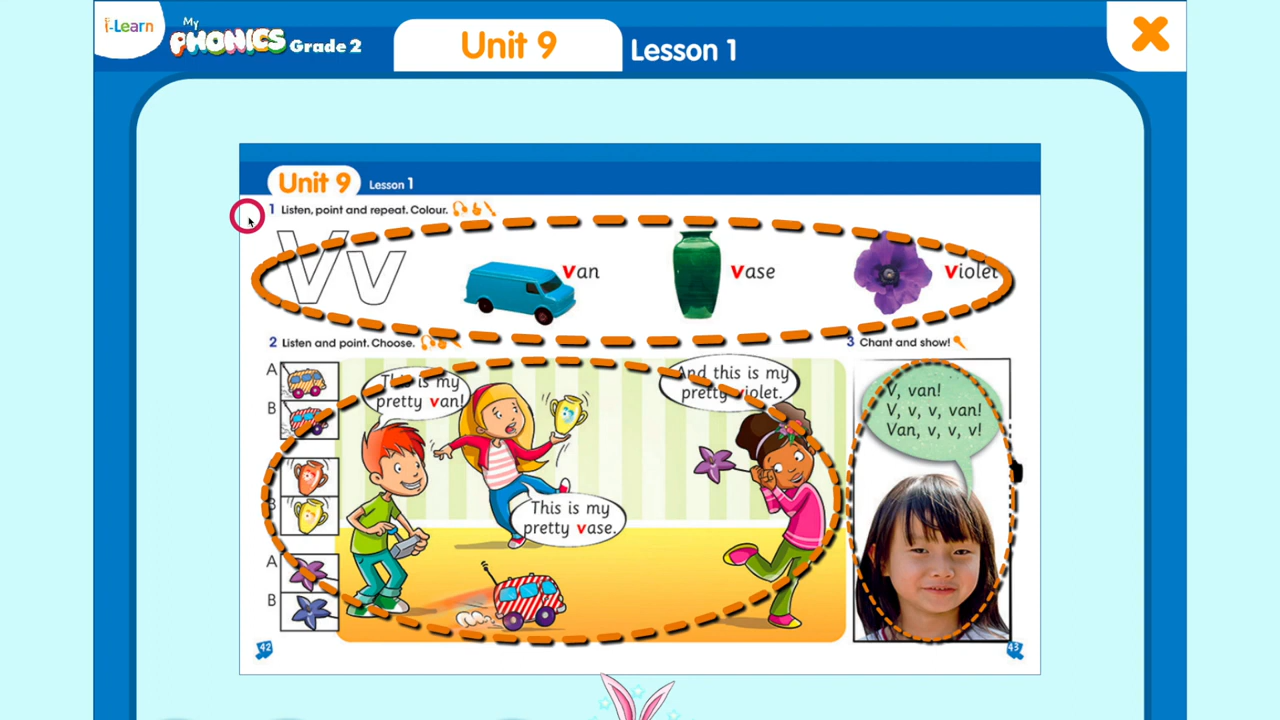 i-Learn
My
PHONICS Grade 2
Unit 9
Lesson 1
Unit 9
Lesson 1
1 Listen, point and repeat. Colour.
V v
van
vase
violet
2 Listen and point. Choose.
3 Chant and show!
A
B
This is my
pretty van!
And this is my
pretty violet.
V, van!
V, v, v, van!
Van, v, v, v!
B
This is my
pretty vase.
A
B
42
43